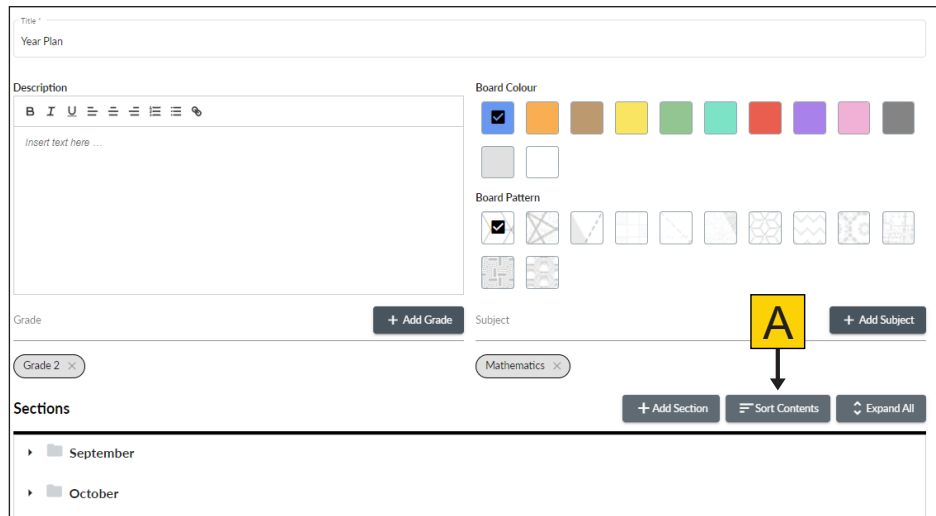 Title *
Year Plan
Description
B I U
Insert text here ...
Board Colour
Board Pattern
Grade
+ Add Grade
Subject
+ Add Subject
A
Grade 2 ×
Mathematics ×
Sections
+ Add Section
Sort Contents
Expand All
September
October